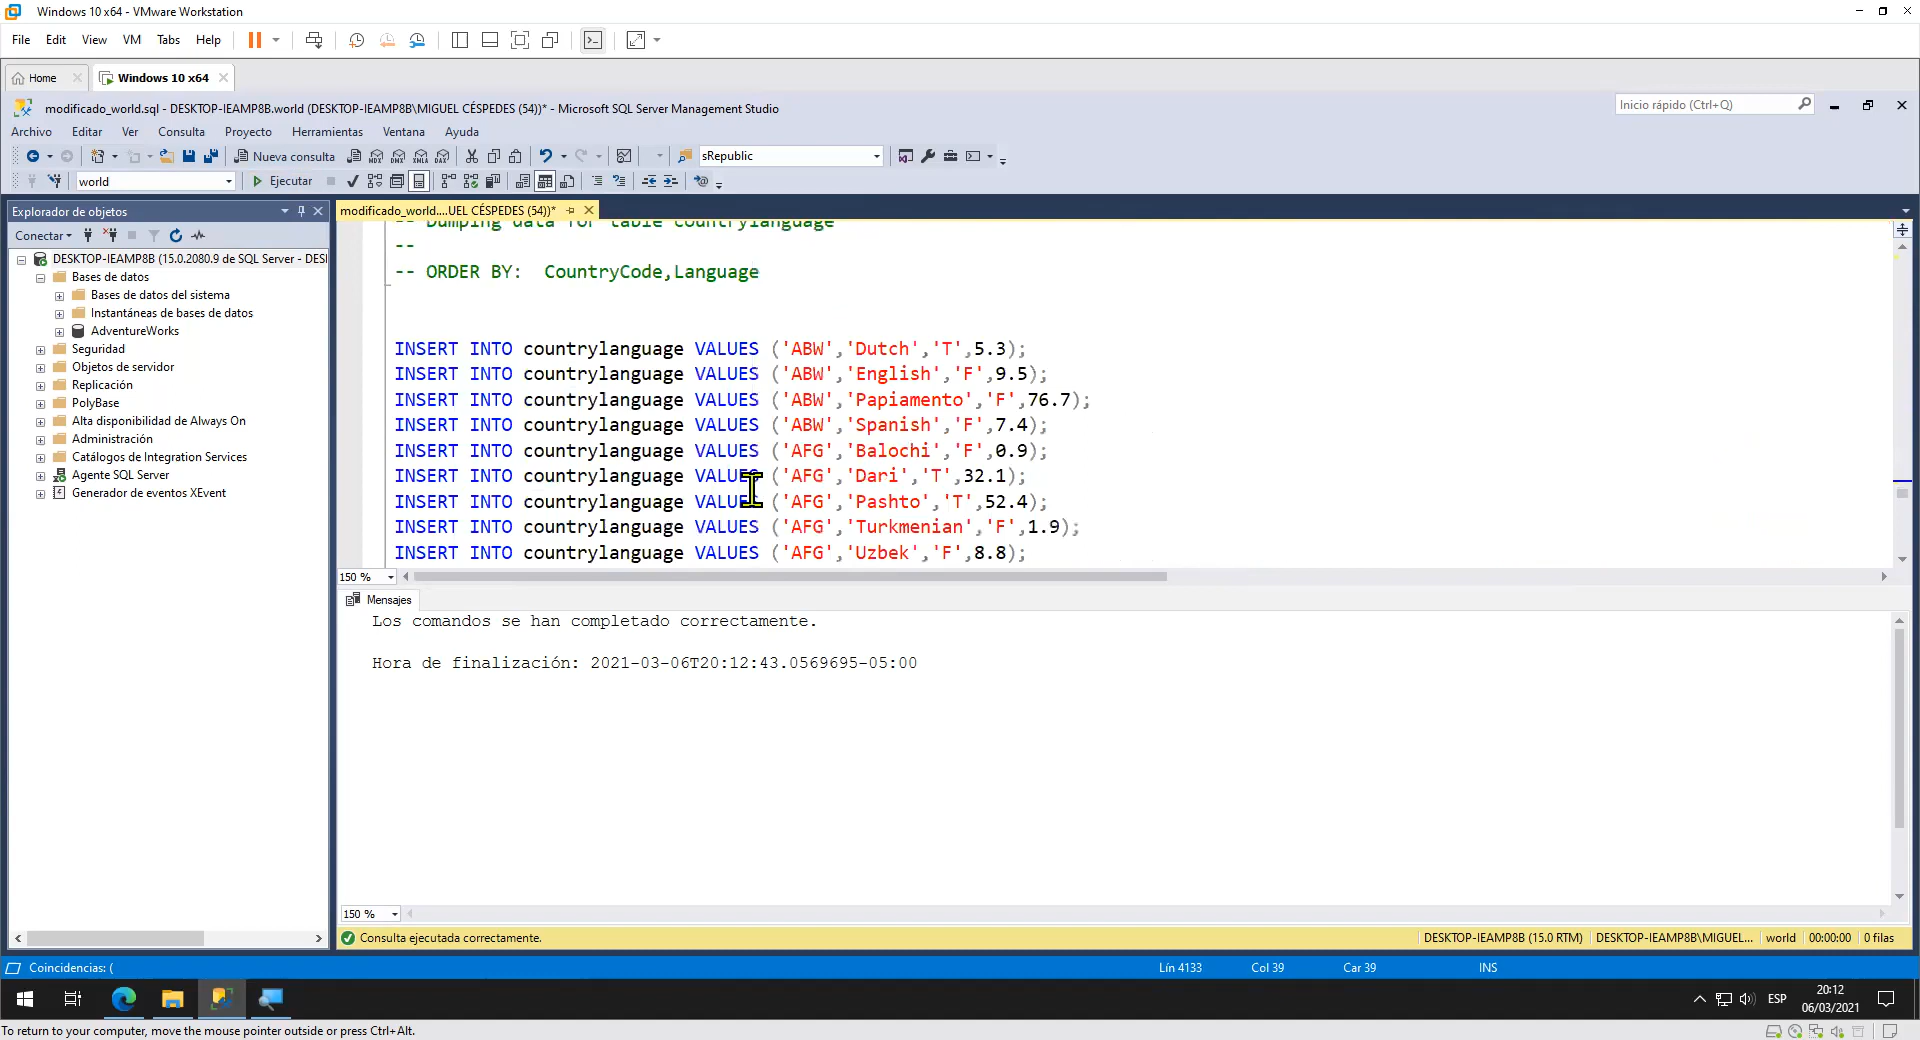 Windows 10 x64 - VMware Workstation
File Edit View VM Tabs Help
Home Windows 10 x64
modificado_world.sql - DESKTOP-IEAMP8B.world (DESKTOP-IEAMP8B\MIGUEL CÉSPEDES (54))* - Microsoft SQL Server Management Studio
Inicio rápido (Ctrl+Q)
Archivo Editar Ver Consulta Proyecto Herramientas Ventana Ayuda
Nueva consulta MDX DMX XMLA DAX sRepublic
world Ejecutar
Explorador de objetos
Conectar
DESKTOP-IEAMP8B (15.0.2080.9 de SQL Server - DESI
Bases de datos
Bases de datos del sistema
Instantáneas de bases de datos
AdventureWorks
Seguridad
Objetos de servidor
Replicación
PolyBase
Alta disponibilidad de Always On
Administración
Catálogos de Integration Services
Agente SQL Server
Generador de eventos XEvent
modificado_world....UEL CÉSPEDES (54))*
-- Dumping data for table countrylanguage
--
-- ORDER BY:  CountryCode,Language
INSERT INTO countrylanguage VALUES ('ABW','Dutch','T',5.3);
INSERT INTO countrylanguage VALUES ('ABW','English','F',9.5);
INSERT INTO countrylanguage VALUES ('ABW','Papiamento','F',76.7);
INSERT INTO countrylanguage VALUES ('ABW','Spanish','F',7.4);
INSERT INTO countrylanguage VALUES ('AFG','Balochi','F',0.9);
INSERT INTO countrylanguage VALUES ('AFG','Dari','T',32.1);
INSERT INTO countrylanguage VALUES ('AFG','Pashto','T',52.4);
INSERT INTO countrylanguage VALUES ('AFG','Turkmenian','F',1.9);
INSERT INTO countrylanguage VALUES ('AFG','Uzbek','F',8.8);
150 %
Mensajes
Los comandos se han completado correctamente.
Hora de finalización: 2021-03-06T20:12:43.0569695-05:00
150 %
Consulta ejecutada correctamente.
DESKTOP-IEAMP8B (15.0 RTM) DESKTOP-IEAMP8B\MIGUEL... world 00:00:00 0 filas
Coincidencias: (
Lín 4133 Col 39 Car 39 INS
ESP
20:12
06/03/2021
To return to your computer, move the mouse pointer outside or press Ctrl+Alt.